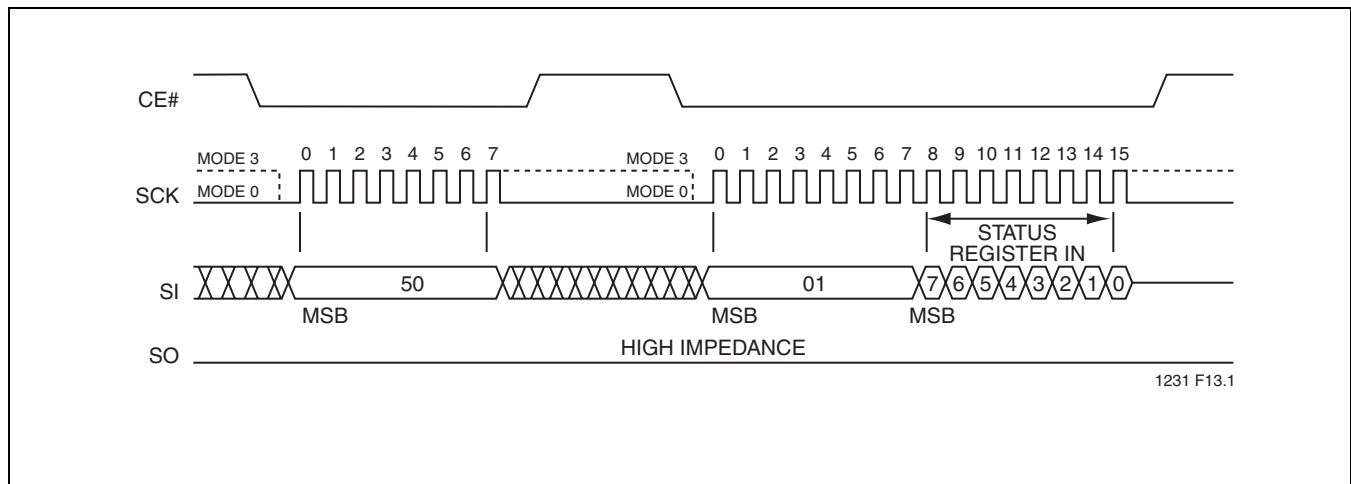 CE#
MODE 3 0 1 2 3 4 5 6 7 MODE 3 0 1 2 3 4 5 6 7 8 9 10 11 12 13 14 15
SCK MODE 0 MODE 0
STATUS
REGISTER IN
SI 50 01 7 6 5 4 3 2 1 0
MSB MSB MSB
SO HIGH IMPEDANCE
1231 F13.1